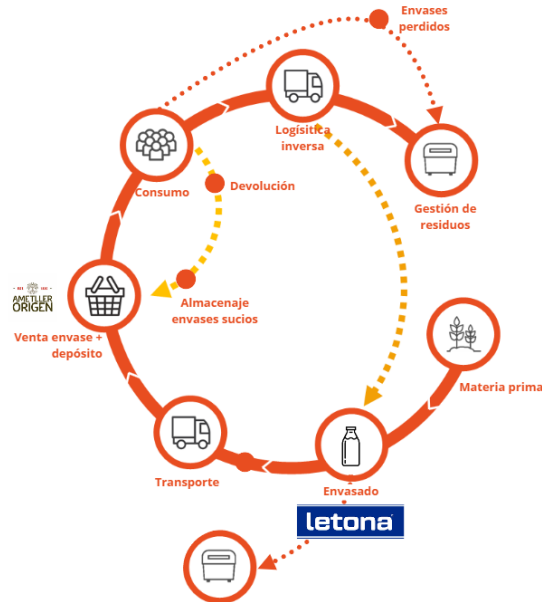 Envases
perdidos
Logísitica
inversa
Consumo
Devolución
Gestión de
residuos
AMETLLER
ORIGEN
Almacenaje
envases sucios
Venta envase +
depósito
Materia prima
Transporte
Envasado
letona